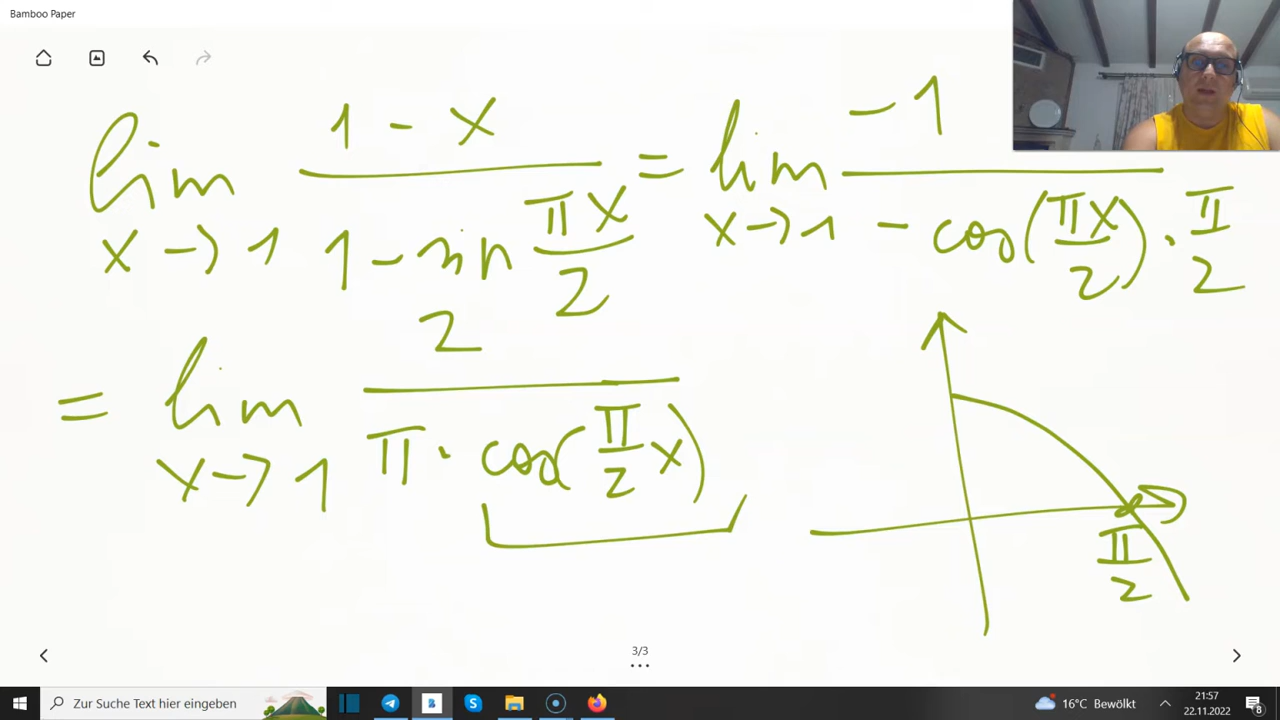 Bamboo Paper
lim x→1 (1 - x)/(1 - sin πx/2) = lim x→1 -1/(- cos(πx/2) · π/2)
= lim x→1 2/(π · cos(π/2 x))
π/2
3/3
Zur Suche Text hier eingeben
16°C Bewölkt
21:57
22.11.2022
8